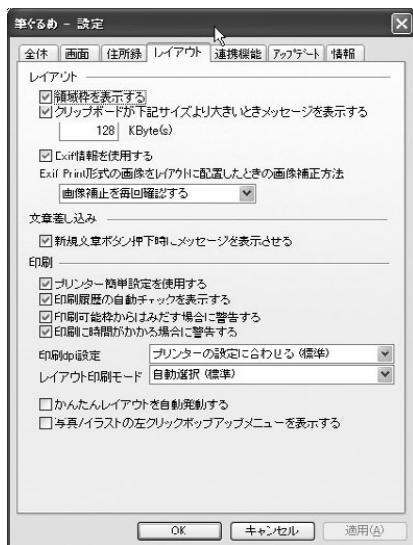 筆ぐるめ - 設定
全体 画面 住所録 レイアウト 連携機能 アップデート 情報
レイアウト
領域枠を表示する
クリップボードが下記サイズより大きいときメッセージを表示する
128 KByte(s)
Exif情報を使用する
Exif Print形式の画像をレイアウトに配置したときの画像補正方法
画像補正を毎回確認する
文章差し込み
新規文章ボタン押下時にメッセージを表示させる
印刷
プリンター簡単設定を使用する
印刷履歴の自動チェックを表示する
印刷可能枠からはみだす場合に警告する
印刷に時間がかかる場合に警告する
印刷dpi設定 プリンターの設定に合わせる (標準)
レイアウト印刷モード 自動選択 (標準)
かんたんレイアウトを自動発動する
写真/イラストの左クリックポップアップメニューを表示する
OK キャンセル 適用(A)